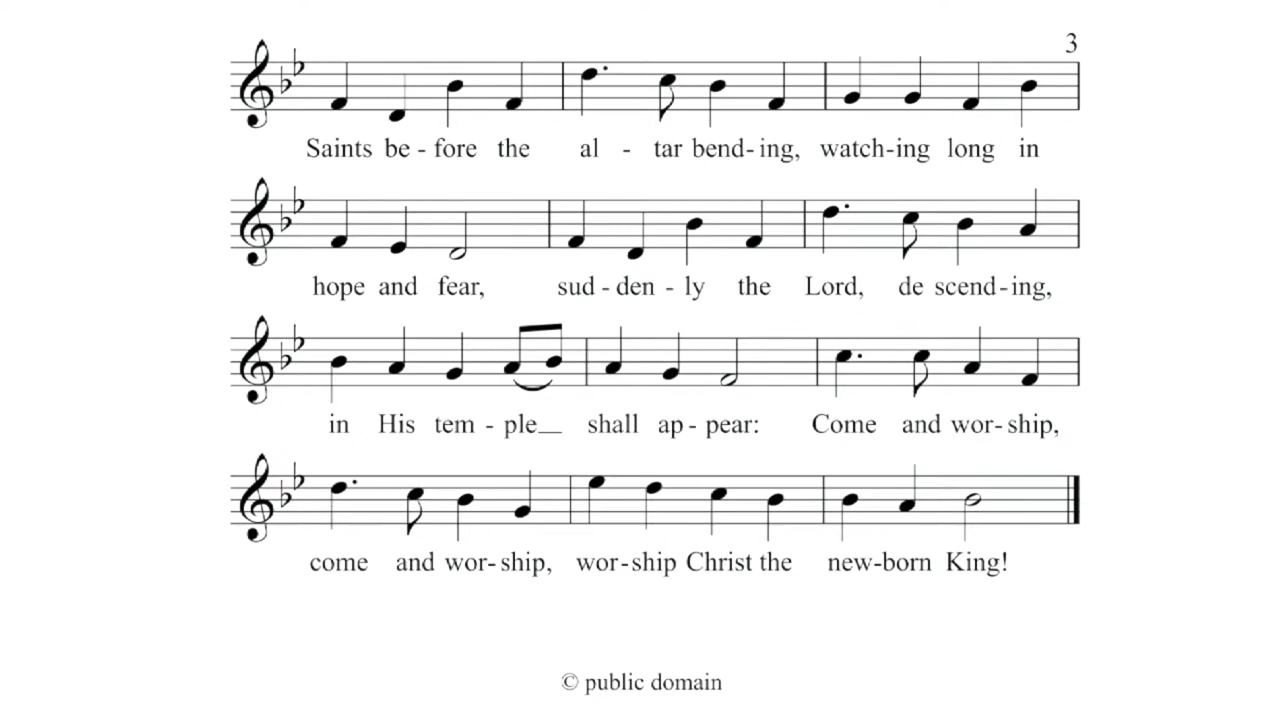 3
Saints be - fore the al - tar bend - ing, watch - ing long in
hope and fear, sud - den - ly the Lord, de scend - ing,
in His tem - ple__ shall ap - pear: Come and wor - ship,
come and wor - ship, wor - ship Christ the new - born King!
© public domain